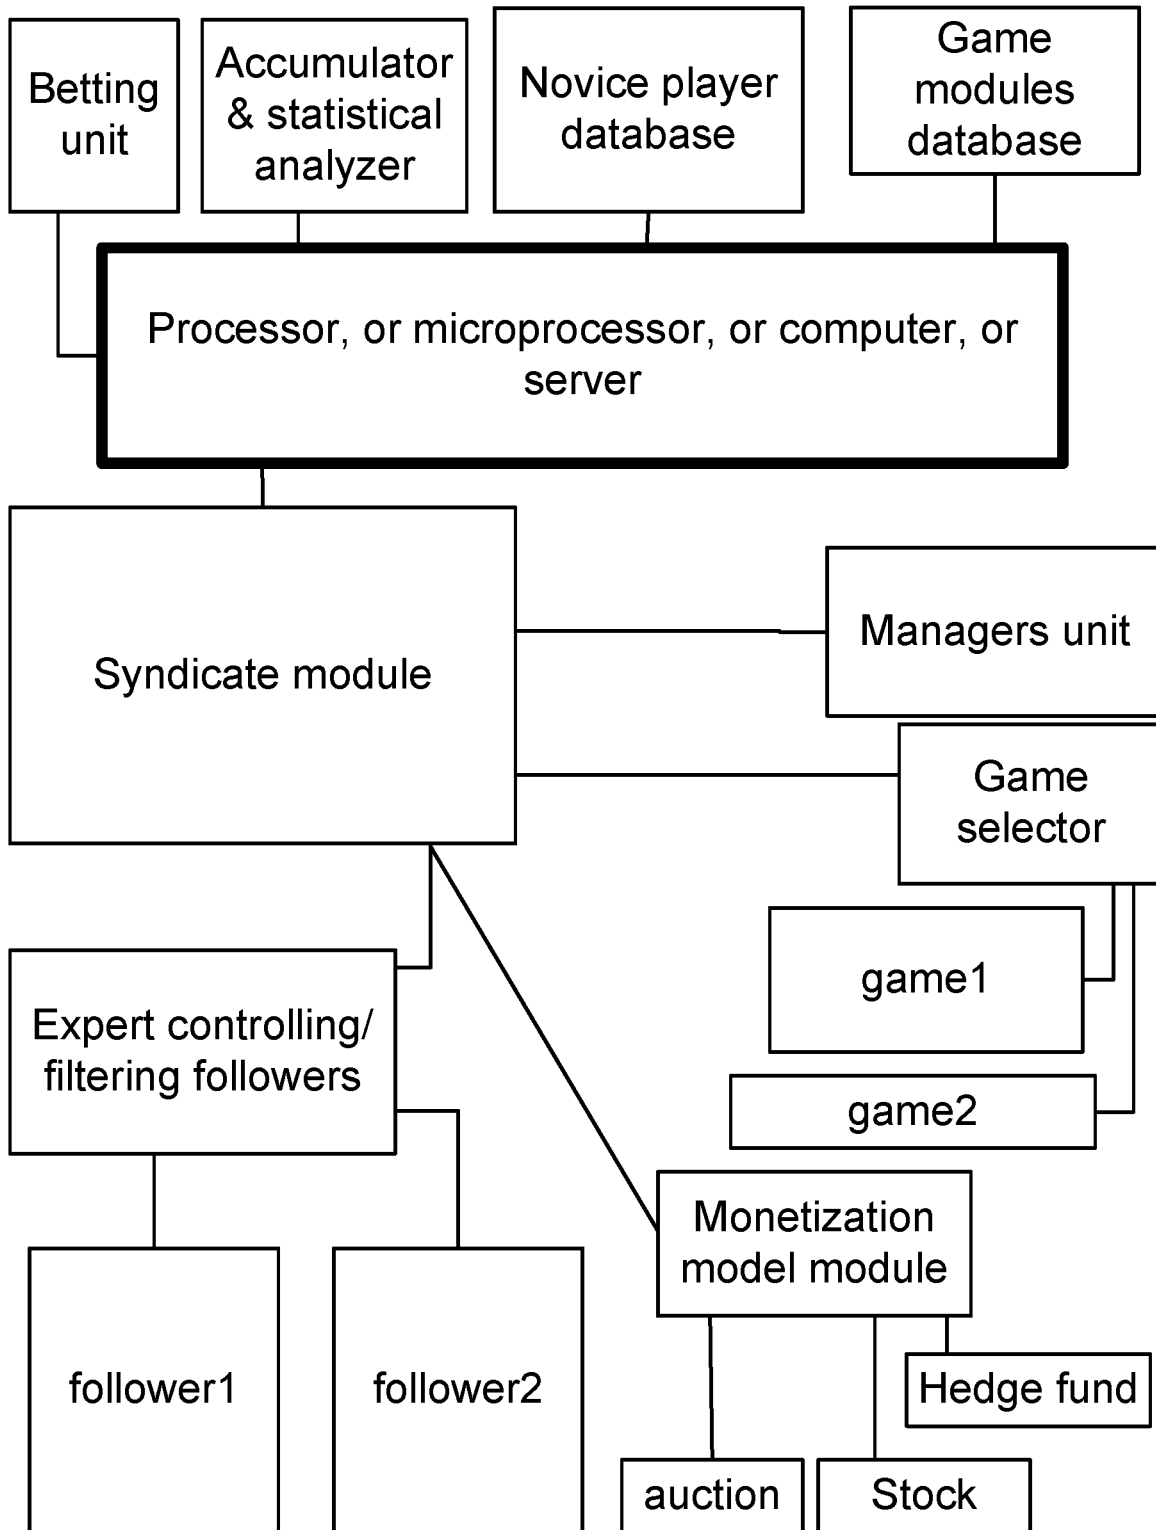 Betting
unit
Accumulator
& statistical
analyzer
Novice player
database
Game
modules
database
Processor, or microprocessor, or computer, or
server
Syndicate module
Managers unit
Game
selector
game1
game2
Expert controlling/
filtering followers
Monetization
model module
follower1
follower2
Hedge fund
auction
Stock